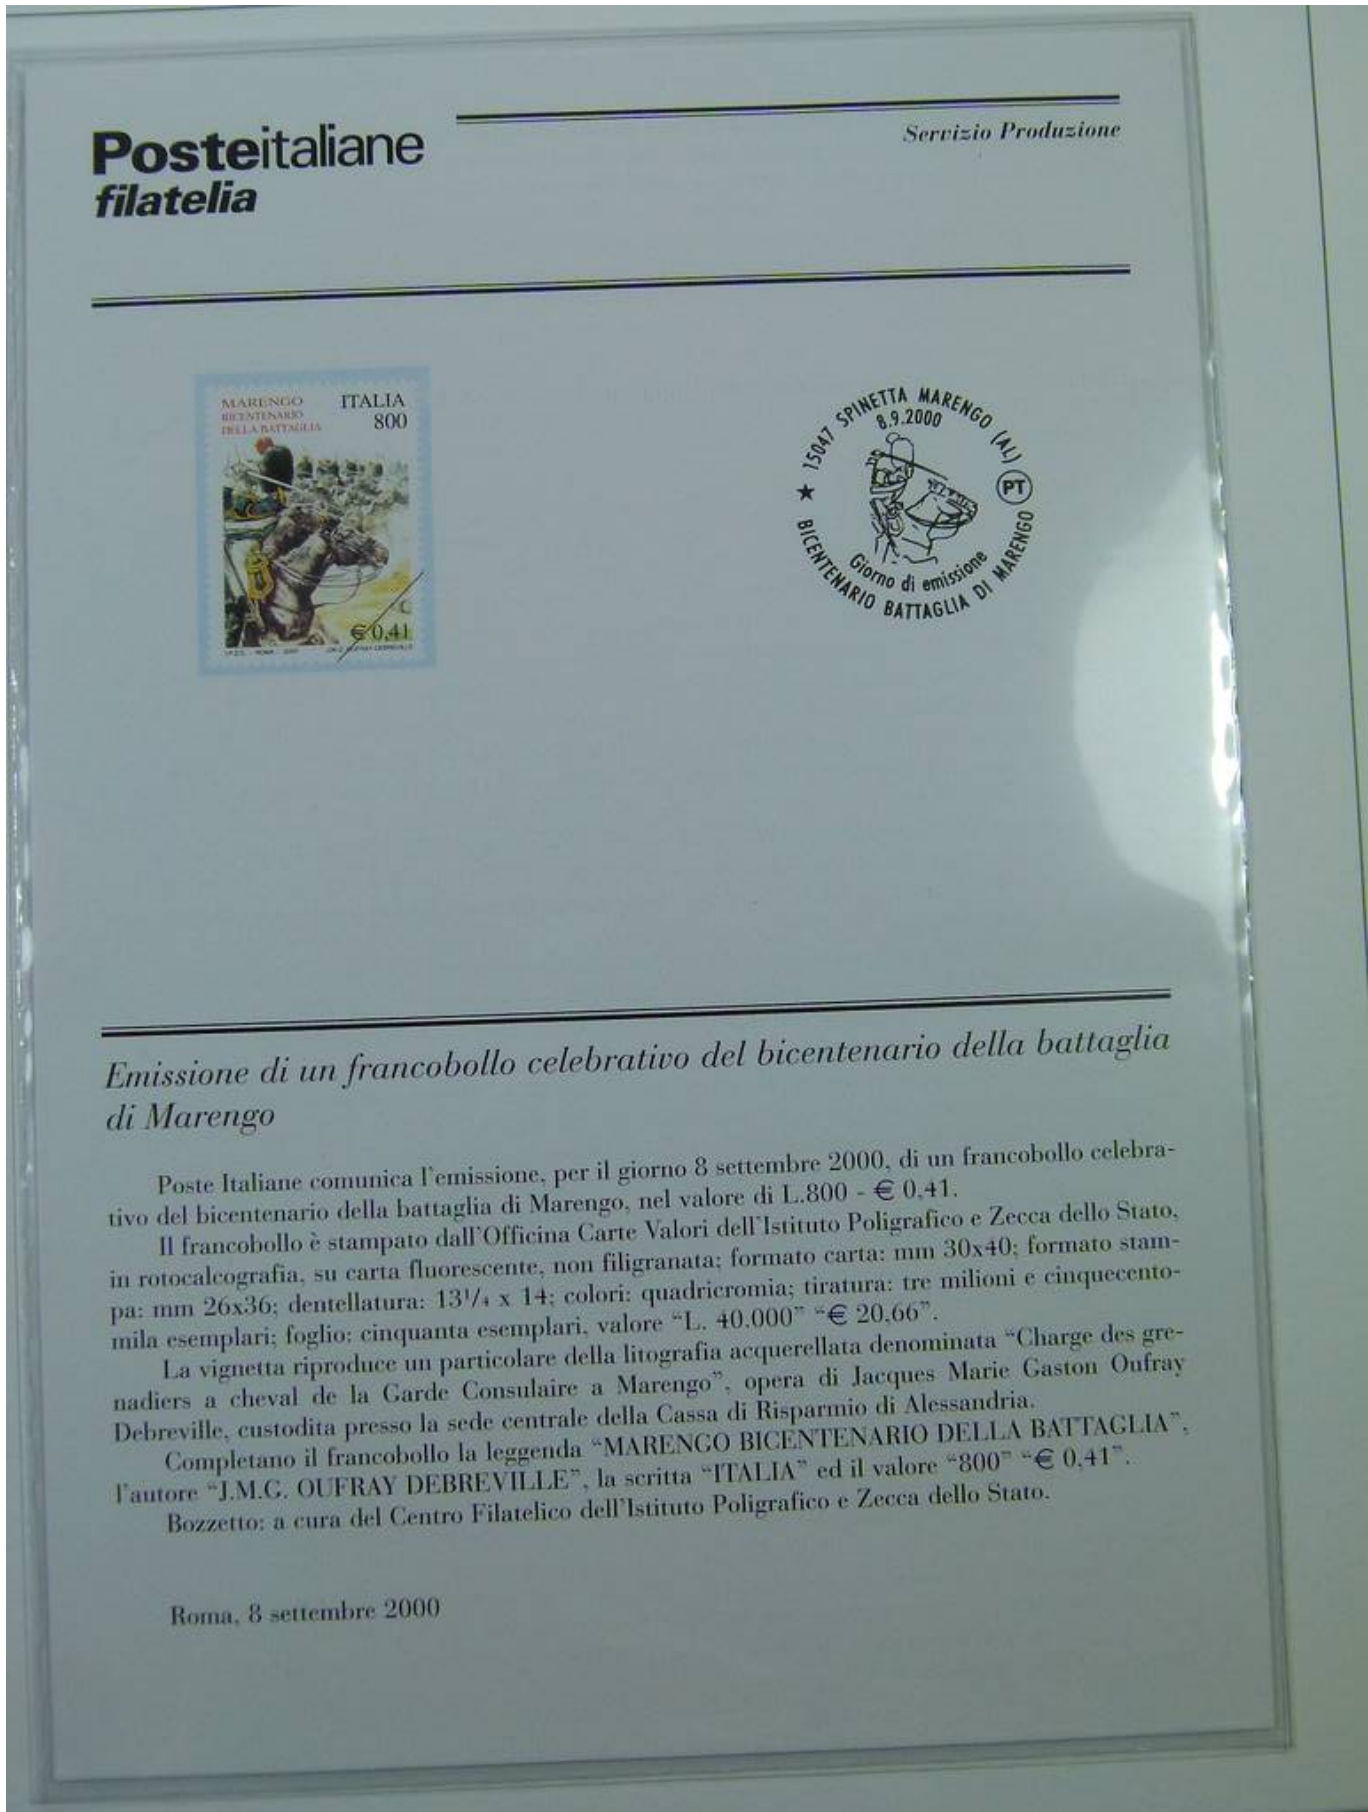 Posteitaliane
filatelia
Servizio Produzione
MARENGO
BICENTENARIO
DELLA BATTAGLIA
ITALIA
800
€ 0,41
15047 SPINETTA MARENGO (AL)
8.9.2000
PT
Giorno di emissione
BICENTENARIO BATTAGLIA DI MARENGO
Emissione di un francobollo celebrativo del bicentenario della battaglia
di Marengo
Poste Italiane comunica l'emissione, per il giorno 8 settembre 2000, di un francobollo celebra-
tivo del bicentenario della battaglia di Marengo, nel valore di L.800 - € 0,41.
Il francobollo è stampato dall'Officina Carte Valori dell'Istituto Poligrafico e Zecca dello Stato,
in rotocalcografia, su carta fluorescente, non filigranata; formato carta: mm 30x40; formato stam-
pa: mm 26x36; dentellatura: 13¹/₄ x 14; colori: quadricromia; tiratura: tre milioni e cinquecento-
mila esemplari; foglio: cinquanta esemplari, valore “L. 40.000” “€ 20,66”.
La vignetta riproduce un particolare della litografia acquerellata denominata “Charge des gre-
nadiers a cheval de la Garde Consulaire a Marengo”, opera di Jacques Marie Gaston Oufray
Debreville, custodita presso la sede centrale della Cassa di Risparmio di Alessandria.
Completano il francobollo la leggenda “MARENGO BICENTENARIO DELLA BATTAGLIA”,
l'autore “J.M.G. OUFRAY DEBREVILLE”, la scritta “ITALIA” ed il valore “800” “€ 0,41”.
Bozzetto: a cura del Centro Filatelico dell'Istituto Poligrafico e Zecca dello Stato.
Roma, 8 settembre 2000